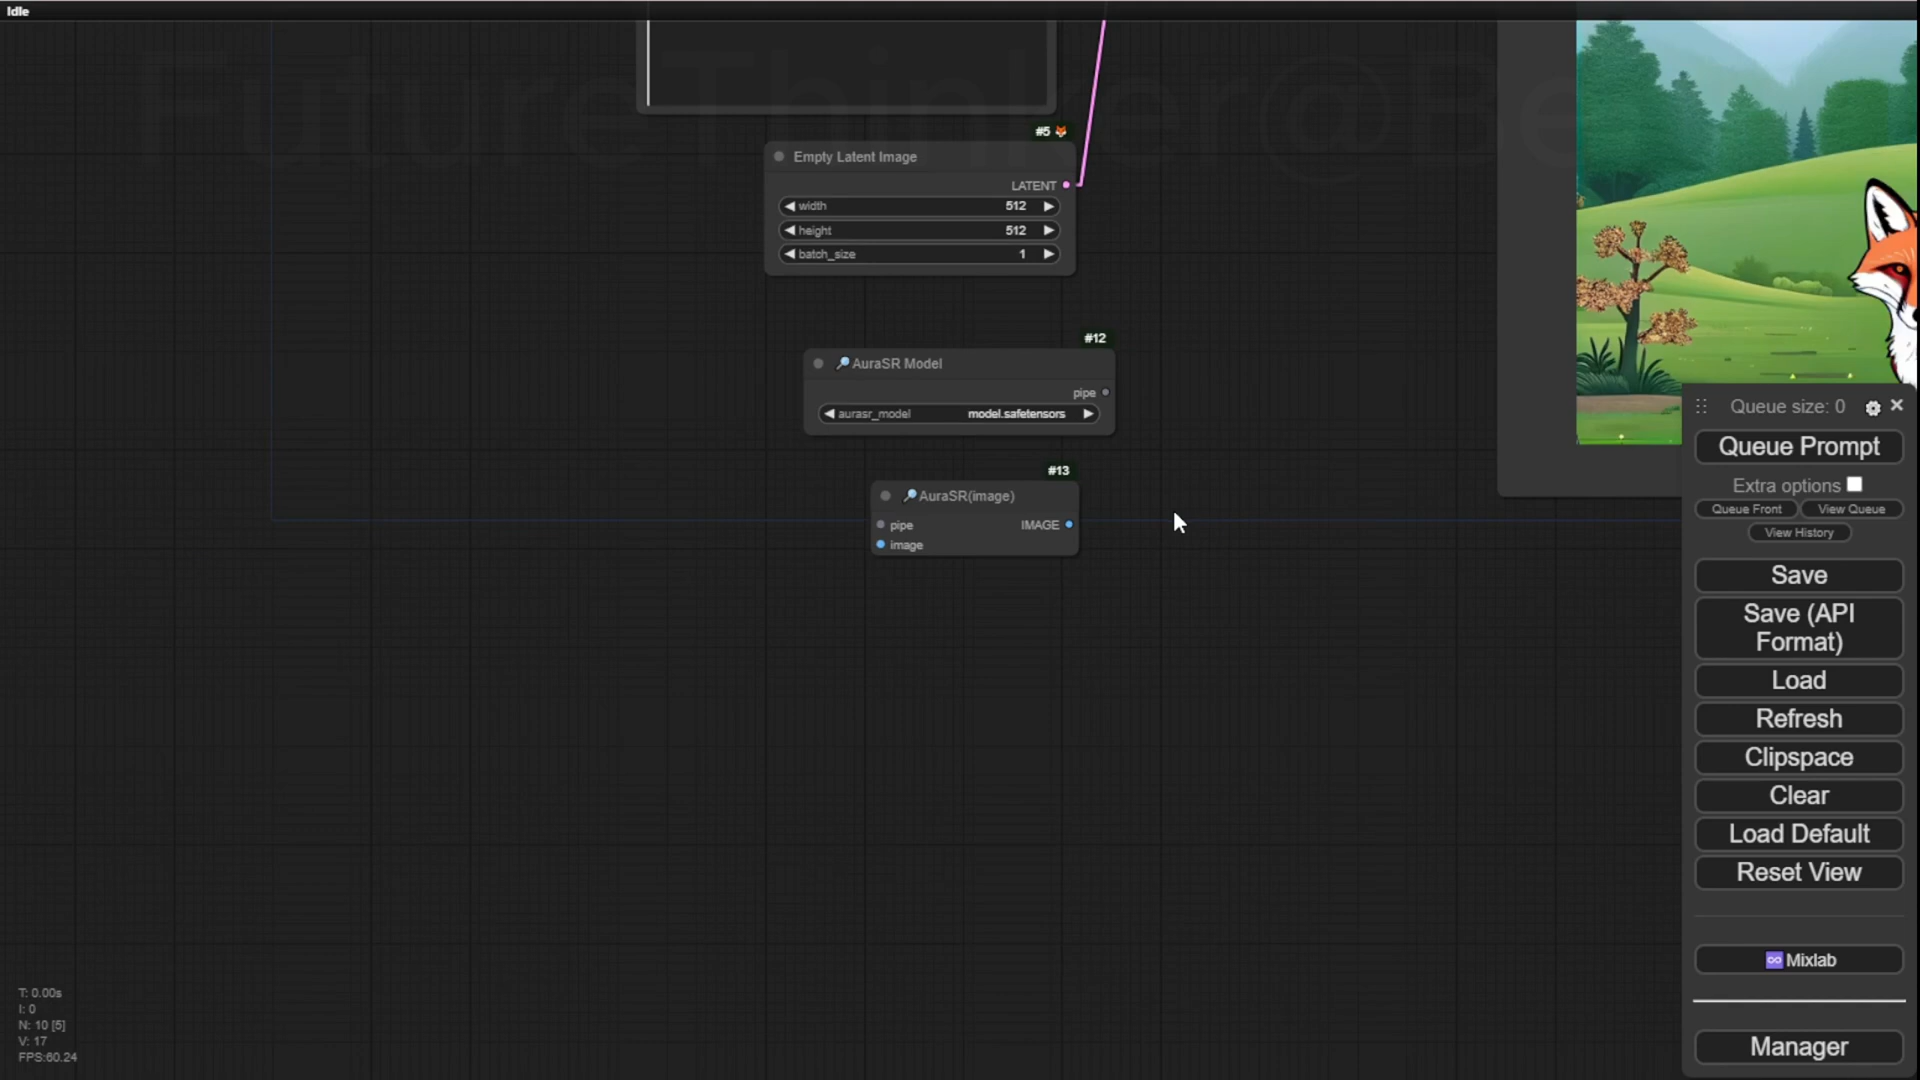 Idle
Future Thinker@Be
#5 🦊
Empty Latent Image
LATENT
width 512
height 512
batch_size 1
#12
🔎AuraSR Model
pipe
aurasr_model model.safetensors
#13
🔎AuraSR(image)
pipe IMAGE
image
Queue size: 0
Queue Prompt
Extra options
Queue Front View Queue
View History
Save
Save (API
Format)
Load
Refresh
Clipspace
Clear
Load Default
Reset View
♾️Mixlab
Manager
T: 0.00s
I: 0
N: 10 [5]
V: 17
FPS:60.24